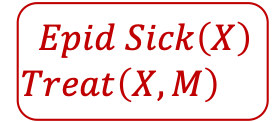 Epid Sick(X)
Treat(X, M)